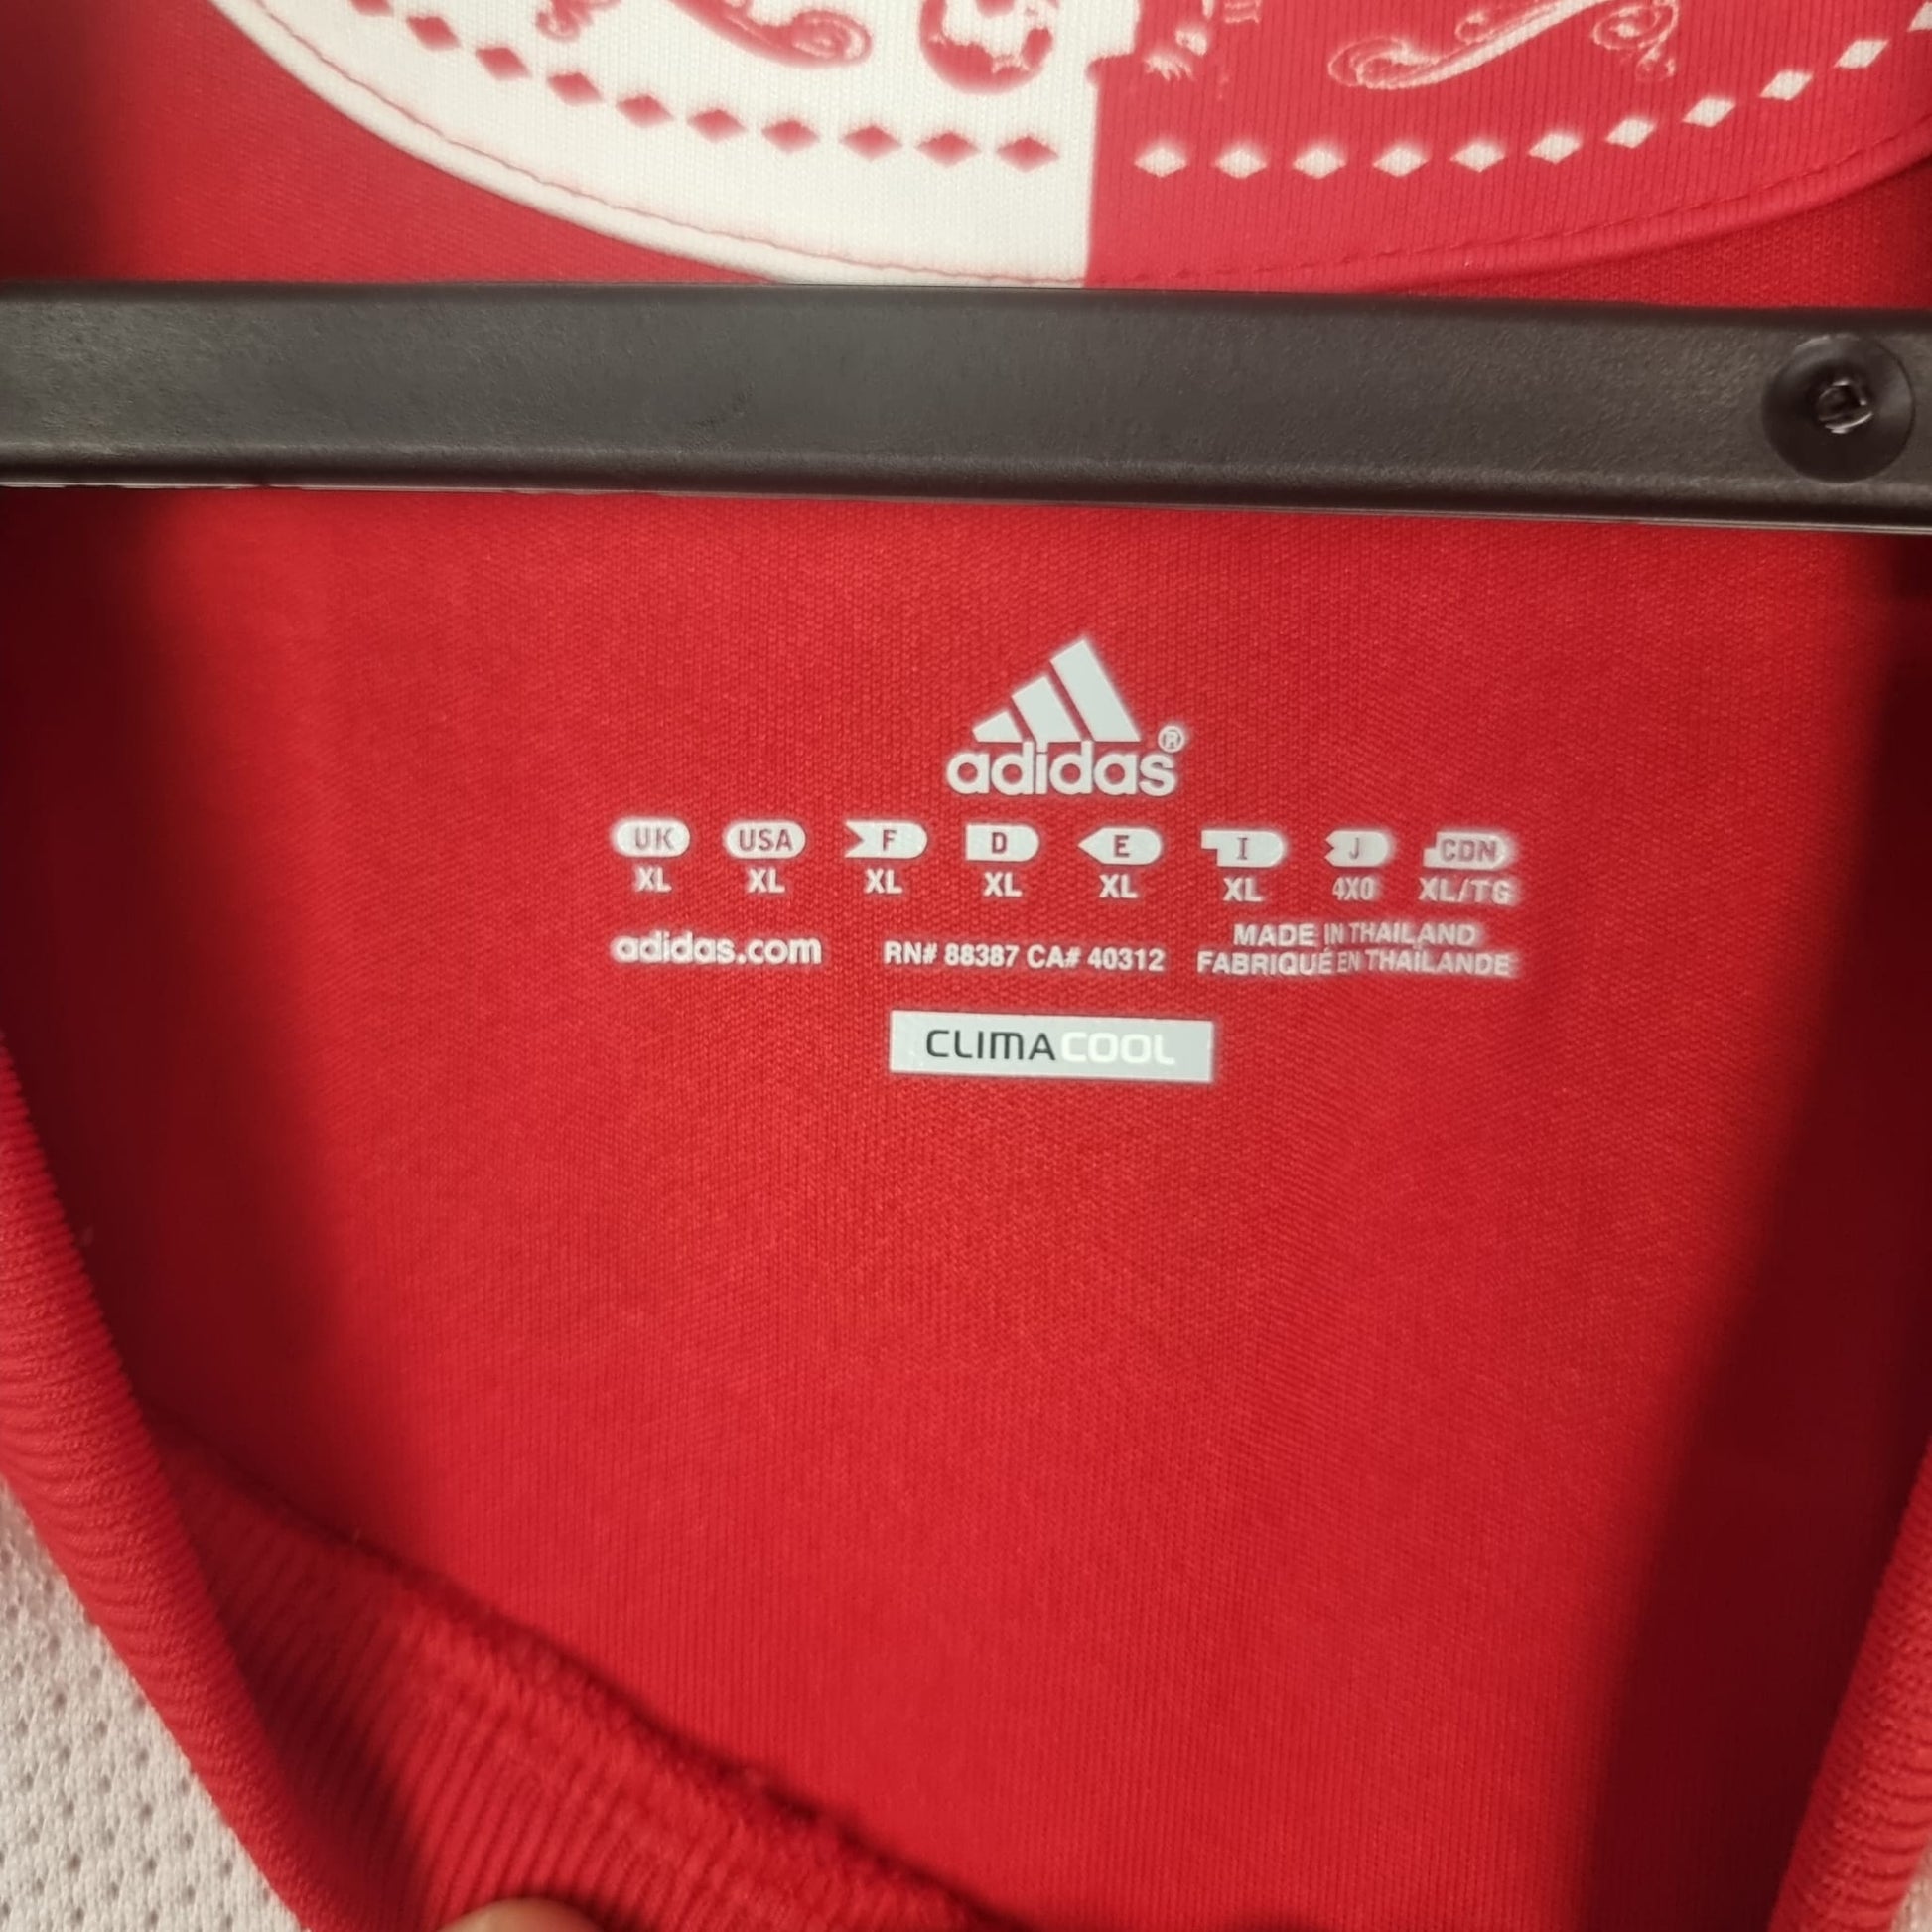 adidas®
UK USA F D E I J CDN
XL XL XL XL XL XL 4XO XL/TG
adidas.com RN# 88387 CA# 40312 MADE IN THAILAND
FABRIQUÉ EN THAÏLANDE
CLIMACOOL